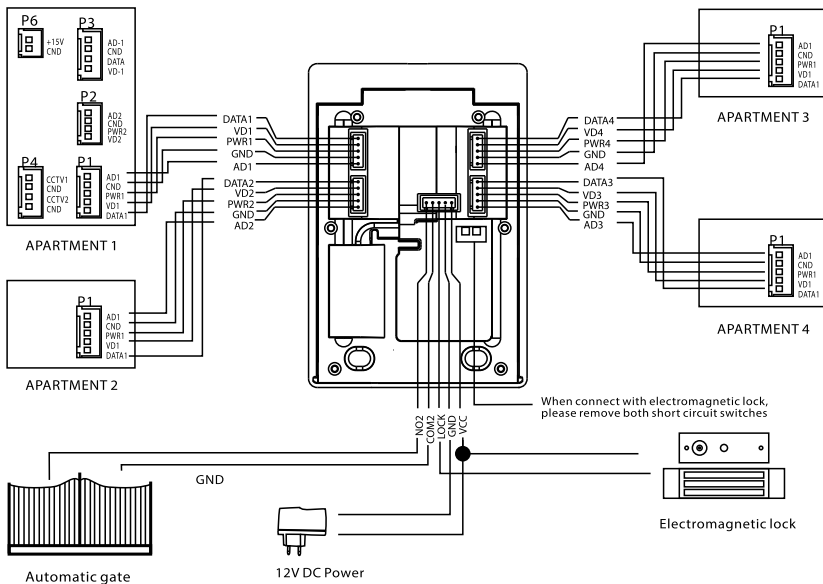 P6
+15V
CND
P3
AD-1
CND
DATA
VD-1
P2
AD2
CND
PWR2
VD2
P4
CCTV1
CND
CCTV2
CND
P1
AD1
CND
PWR1
VD1
DATA1
APARTMENT 1
P1
AD1
CND
PWR1
VD1
DATA1
APARTMENT 2
DATA1
VD1
PWR1
GND
AD1
DATA2
VD2
PWR2
GND
AD2
DATA4
VD4
PWR4
GND
AD4
DATA3
VD3
PWR3
GND
AD3
P1
AD1
CND
PWR1
VD1
DATA1
APARTMENT 3
P1
AD1
CND
PWR1
VD1
DATA1
APARTMENT 4
When connect with electromagnetic lock,
please remove both short circuit switches
NO2
COM2
LOCK
GND
VCC
GND
Automatic gate
12V DC Power
Electromagnetic lock